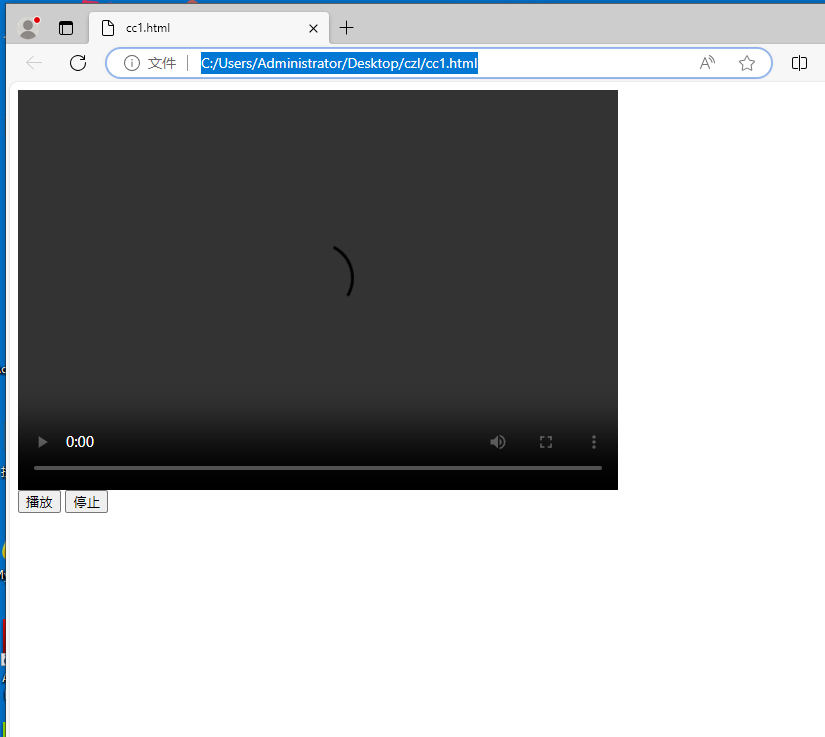 cc1.html
文件 C:/Users/Administrator/Desktop/czl/cc1.html
0:00
播放 停止